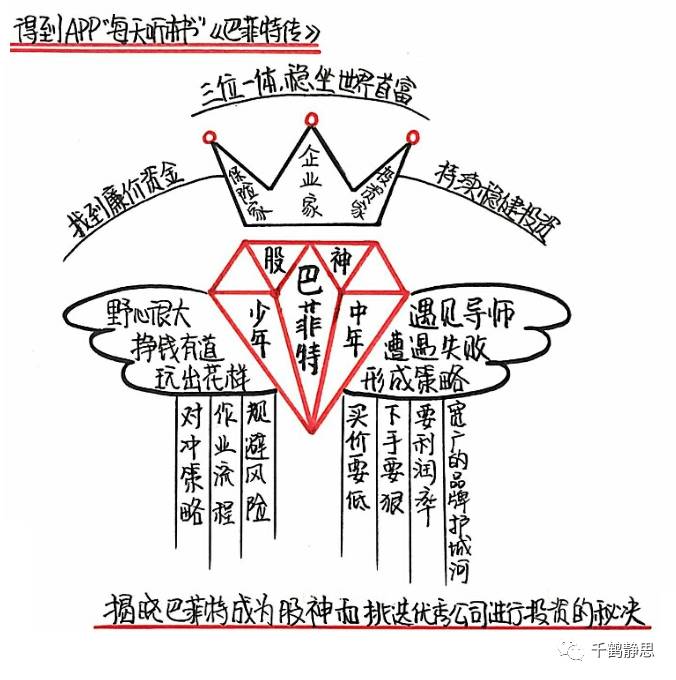 得到APP"每天听本书"《巴菲特传》
三位一体,稳坐世界首富
找到廉价资金
保险家
企业家
投资家
持续稳健投资
股神
巴菲特
少年
中年
野心很大
挣钱有道
玩出花样
遇见导师
遭遇失败
形成策略
对冲策略
作业流程
规避风险
买价要低
下手要狠
要利润率
宽广的品牌护城河
揭晓巴菲特成为股神而挑选优秀公司进行投资的秘决
千鹤静思